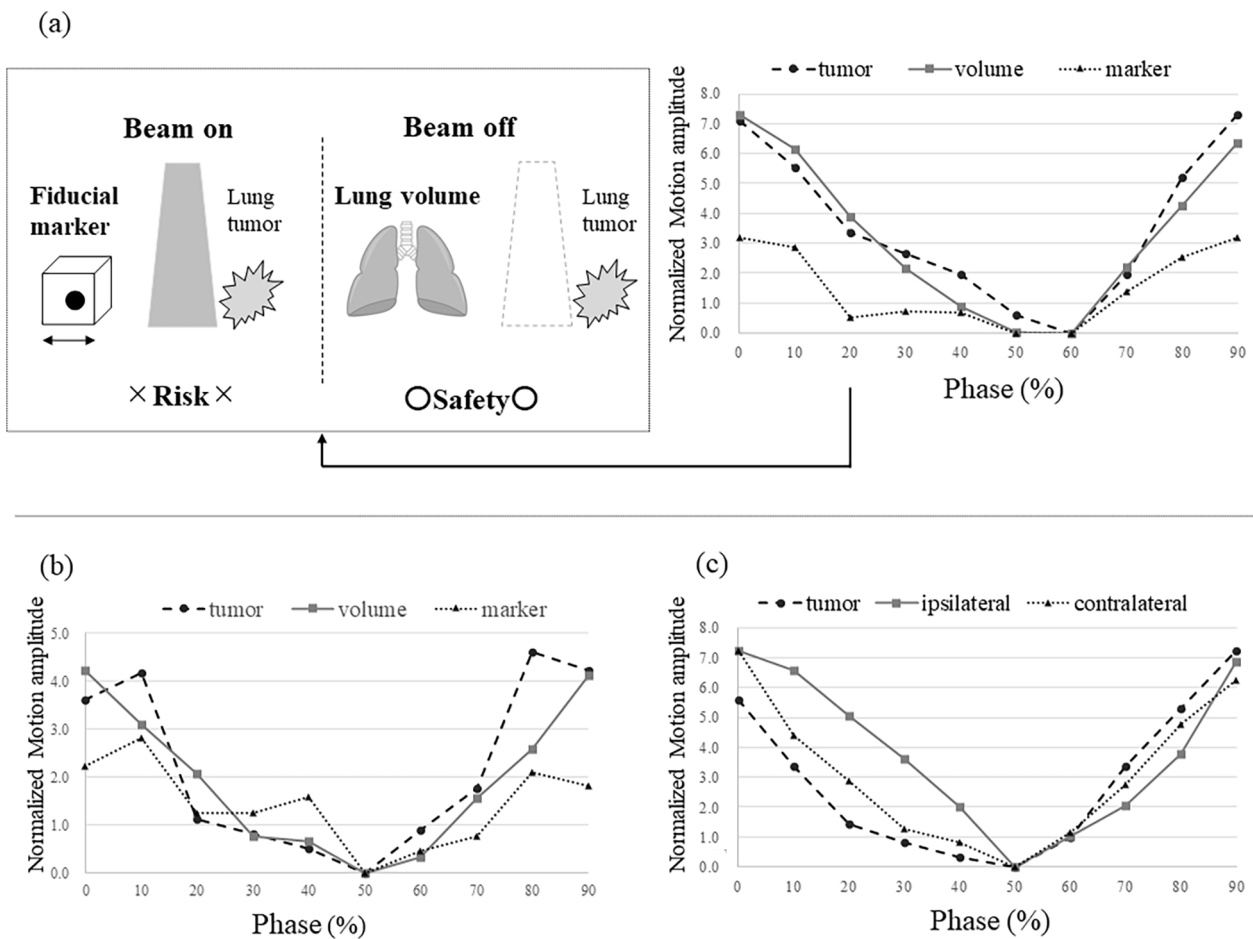 (a)
Beam on
Beam off
Fiducial
marker
Lung
tumor
Lung volume
Lung
tumor
× Risk ×
○Safety○
tumor volume marker
Normalized Motion amplitude
8.0
7.0
6.0
5.0
4.0
3.0
2.0
1.0
0.0
0 10 20 30 40 50 60 70 80 90
Phase (%)
(b)
tumor volume marker
Normalized Motion amplitude
5.0
4.0
3.0
2.0
1.0
0.0
0 10 20 30 40 50 60 70 80 90
Phase (%)
(c)
tumor ipsilateral contralateral
Normalized Motion amplitude
8.0
7.0
6.0
5.0
4.0
3.0
2.0
1.0
0.0
0 10 20 30 40 50 60 70 80 90
Phase (%)